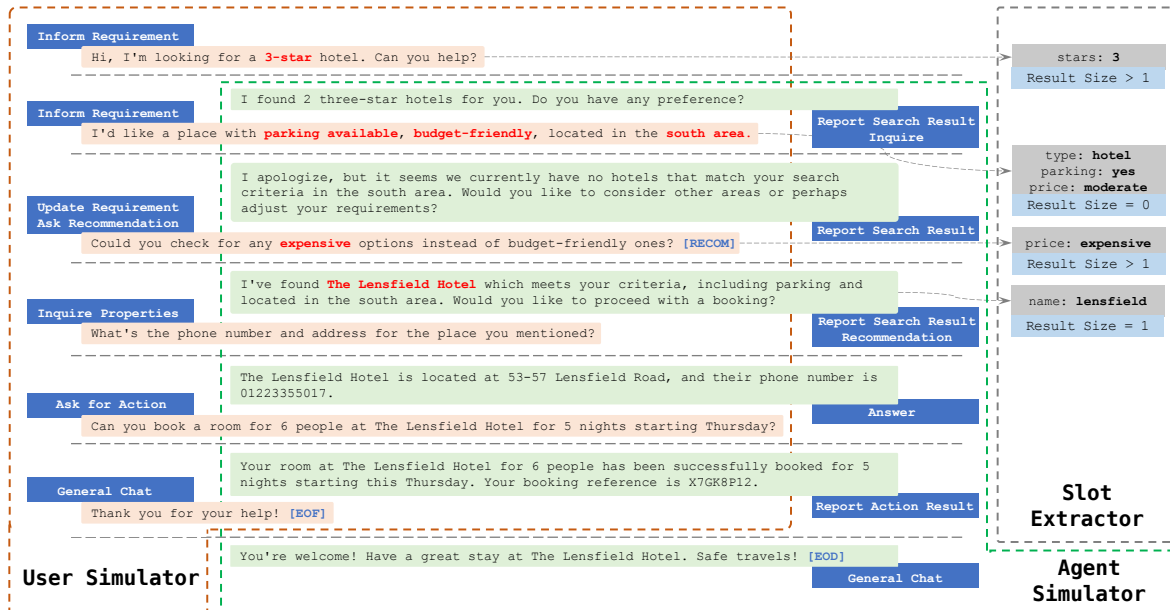 Inform Requirement
Hi, I'm looking for a 3-star hotel. Can you help?
stars: 3
Result Size > 1
I found 2 three-star hotels for you. Do you have any preference?
Inform Requirement
I'd like a place with parking available, budget-friendly, located in the south area.
Report Search Result
Inquire
type: hotel
parking: yes
price: moderate
Result Size = 0
I apologize, but it seems we currently have no hotels that match your search
criteria in the south area. Would you like to consider other areas or perhaps
adjust your requirements?
Update Requirement
Ask Recommendation
Could you check for any expensive options instead of budget-friendly ones? [RECOM]
Report Search Result
price: expensive
Result Size > 1
I've found The Lensfield Hotel which meets your criteria, including parking and
located in the south area. Would you like to proceed with a booking?
name: lensfield
Result Size = 1
Inquire Properties
What's the phone number and address for the place you mentioned?
Report Search Result
Recommendation
The Lensfield Hotel is located at 53-57 Lensfield Road, and their phone number is
01223355017.
Ask for Action
Can you book a room for 6 people at The Lensfield Hotel for 5 nights starting Thursday?
Answer
Your room at The Lensfield Hotel for 6 people has been successfully booked for 5
nights starting this Thursday. Your booking reference is X7GK8P12.
General Chat
Thank you for your help! [EOF]
Report Action Result
Slot
Extractor
You're welcome! Have a great stay at The Lensfield Hotel. Safe travels! [EOD]
General Chat
User Simulator
Agent
Simulator